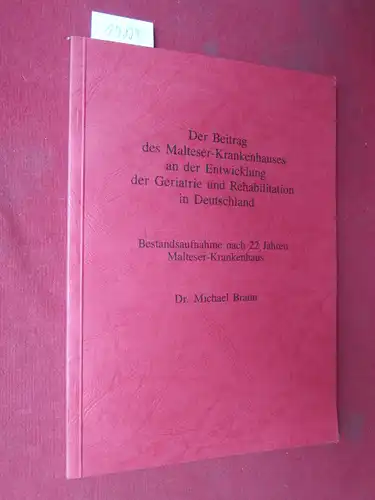 Der Beitrag
des Malteser-Krankenhauses
an der Entwicklung
der Geriatrie und Rehabilitation
in Deutschland
Bestandsaufnahme nach 22 Jahren
Malteser-Krankenhaus
Dr. Michael Braun